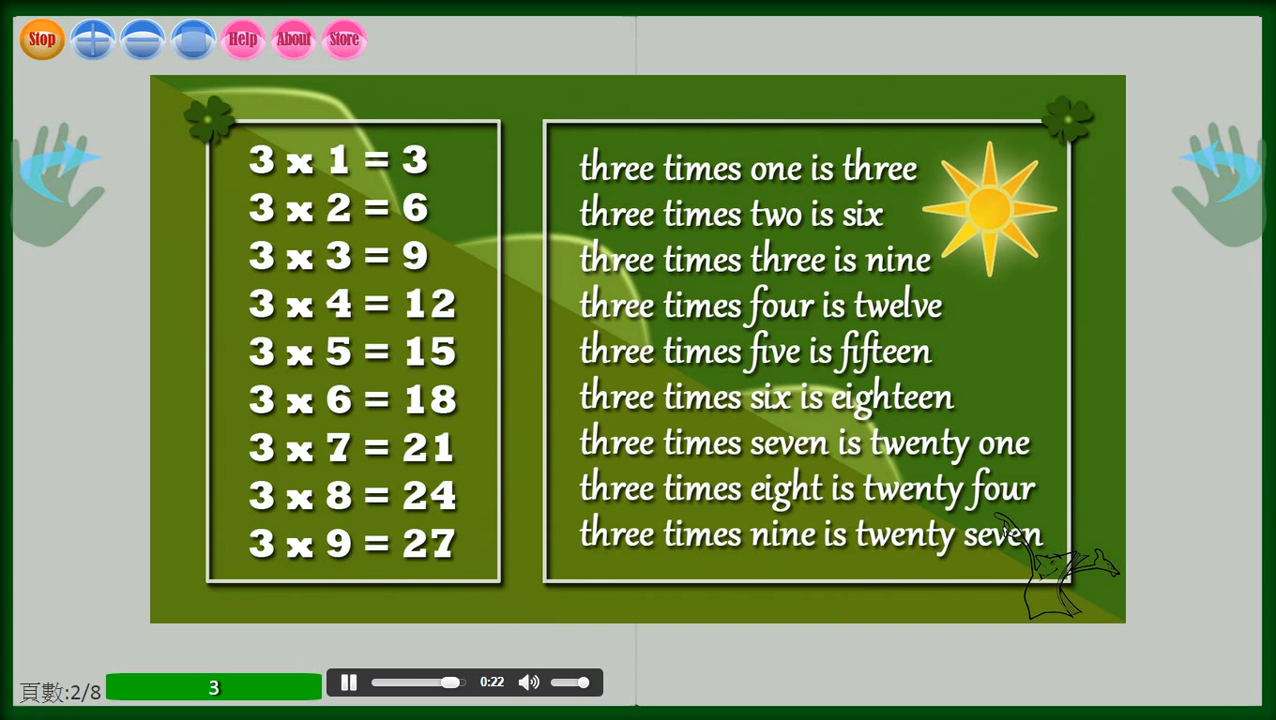 Stop Help About Store
3 x 1 = 3
3 x 2 = 6
3 x 3 = 9
3 x 4 = 12
3 x 5 = 15
3 x 6 = 18
3 x 7 = 21
3 x 8 = 24
3 x 9 = 27
three times one is three
three times two is six
three times three is nine
three times four is twelve
three times five is fifteen
three times six is eighteen
three times seven is twenty one
three times eight is twenty four
three times nine is twenty seven
頁數:2/8 3 0:22